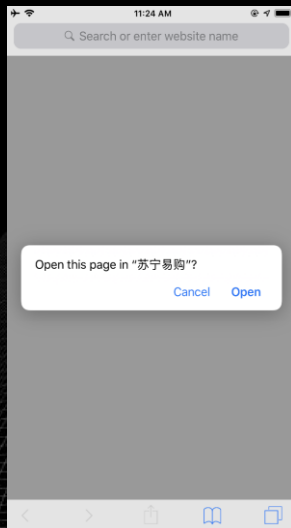 11:24 AM
Search or enter website name
Open this page in “苏宁易购”?
Cancel Open